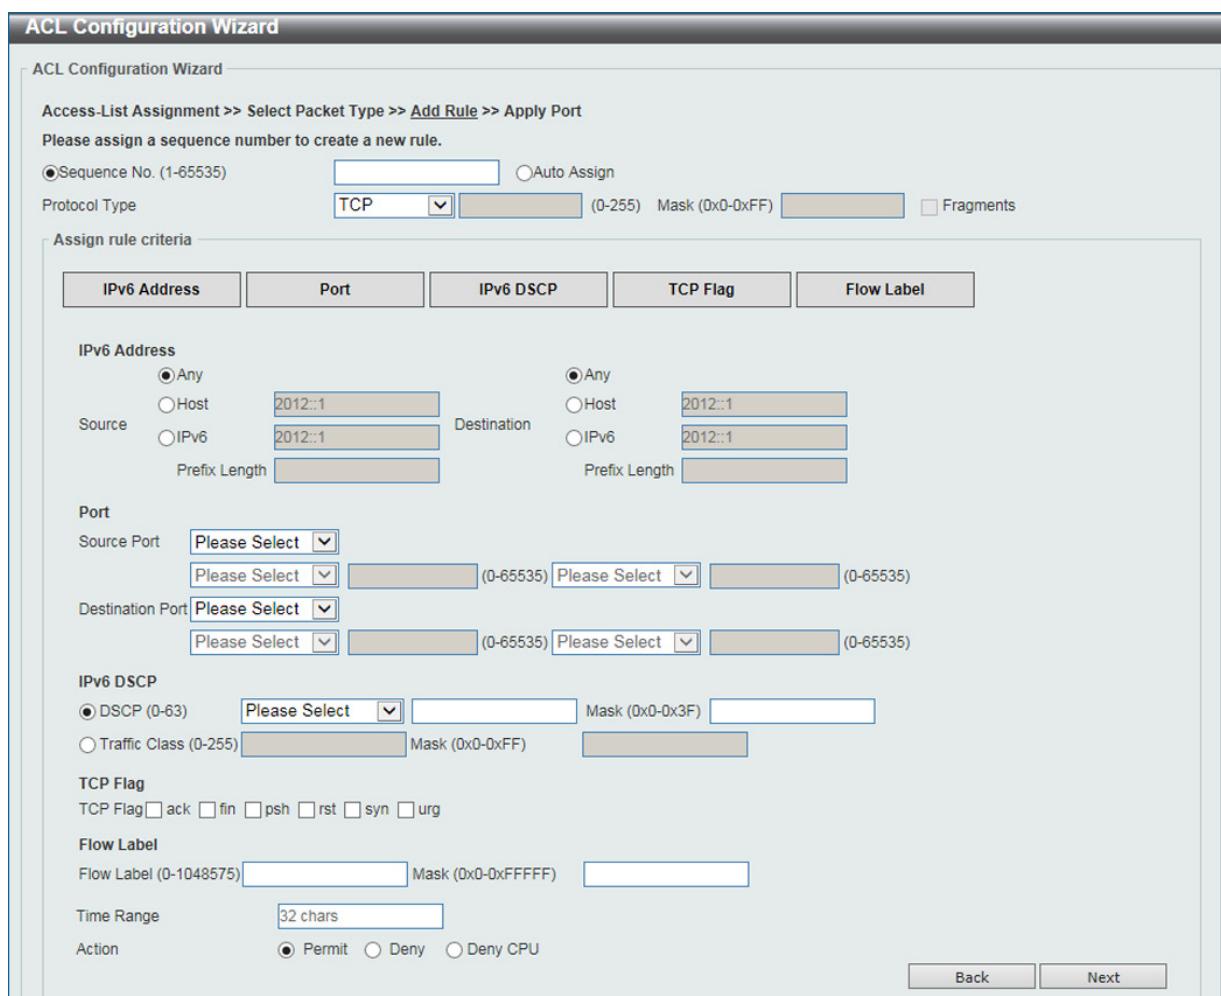 ACL Configuration Wizard
ACL Configuration Wizard
Access-List Assignment >> Select Packet Type >> Add Rule >> Apply Port
Please assign a sequence number to create a new rule.
Sequence No. (1-65535) Auto Assign
Protocol Type TCP (0-255) Mask (0x0-0xFF) Fragments
Assign rule criteria
IPv6 Address Port IPv6 DSCP TCP Flag Flow Label
IPv6 Address
Any Any
Host 2012::1 Host 2012::1
Source Destination
IPv6 2012::1 IPv6 2012::1
Prefix Length Prefix Length
Port
Source Port Please Select
Please Select (0-65535) Please Select (0-65535)
Destination Port Please Select
Please Select (0-65535) Please Select (0-65535)
IPv6 DSCP
DSCP (0-63) Please Select Mask (0x0-0x3F)
Traffic Class (0-255) Mask (0x0-0xFF)
TCP Flag
TCP Flag ack fin psh rst syn urg
Flow Label
Flow Label (0-1048575) Mask (0x0-0xFFFFF)
Time Range 32 chars
Action Permit Deny Deny CPU
Back Next